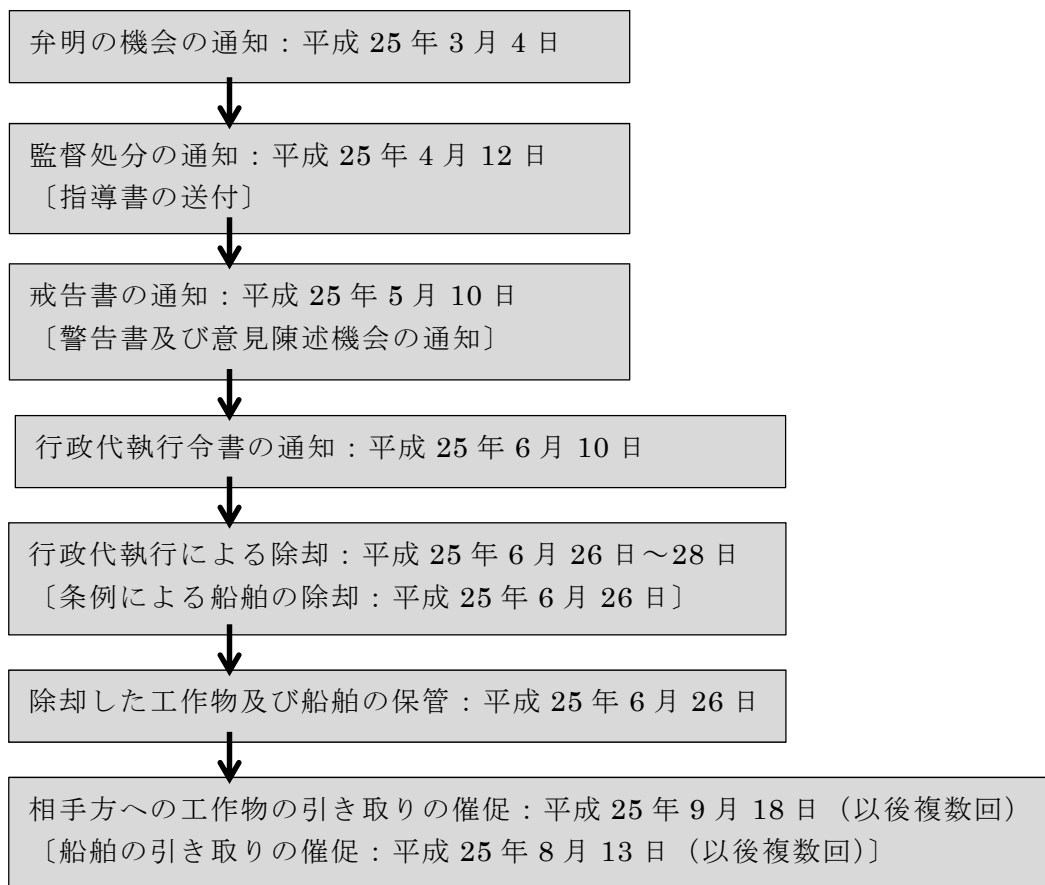 弁明の機会の通知：平成 25 年 3 月 4 日
監督処分の通知：平成 25 年 4 月 12 日
〔指導書の送付〕
戒告書の通知：平成 25 年 5 月 10 日
〔警告書及び意見陳述機会の通知〕
行政代執行令書の通知：平成 25 年 6 月 10 日
行政代執行による除却：平成 25 年 6 月 26 日～28 日
〔条例による船舶の除却：平成 25 年 6 月 26 日〕
除却した工作物及び船舶の保管：平成 25 年 6 月 26 日
相手方への工作物の引き取りの催促：平成 25 年 9 月 18 日（以後複数回）
〔船舶の引き取りの催促：平成 25 年 8 月 13 日（以後複数回）〕